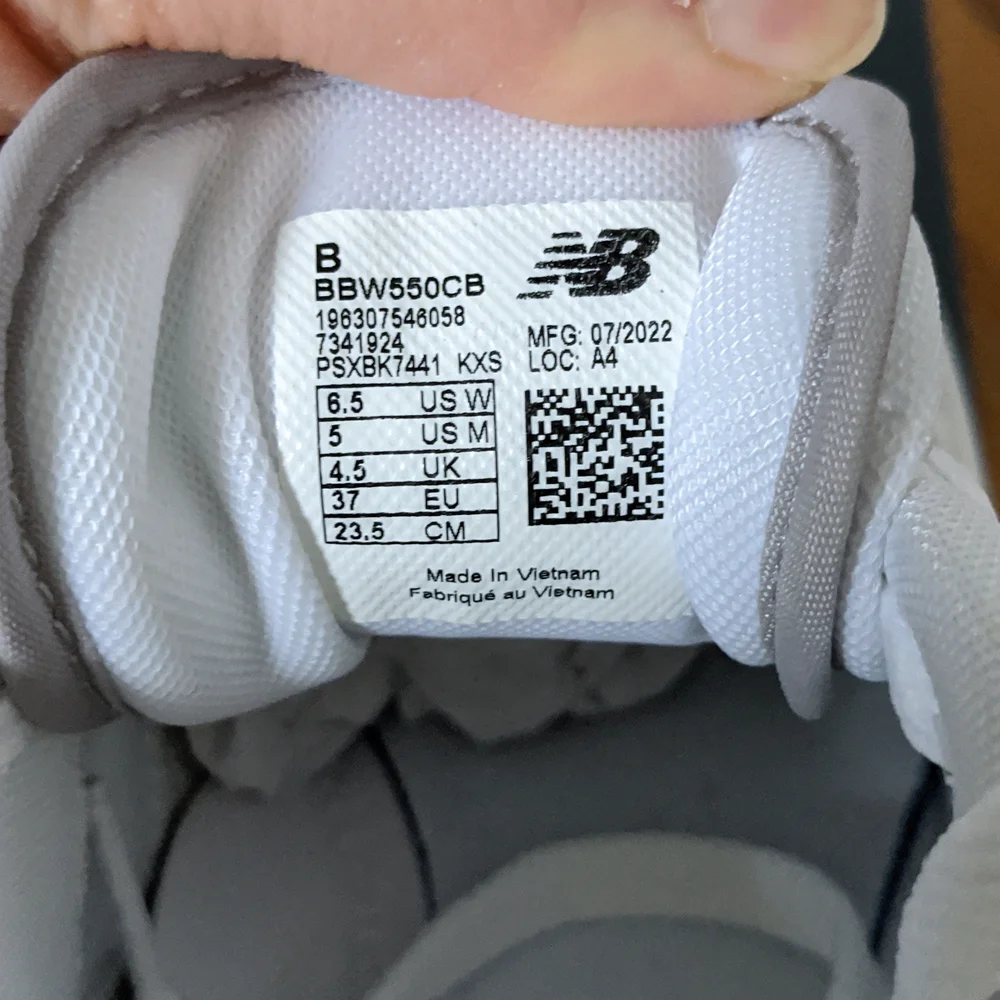 B
BBW550CB
196307546058
7341924
PSXBK7441 KXS
NB
MFG: 07/2022
LOC: A4
6.5 US W
5 US M
4.5 UK
37 EU
23.5 CM
Made In Vietnam
Fabriqué au Vietnam